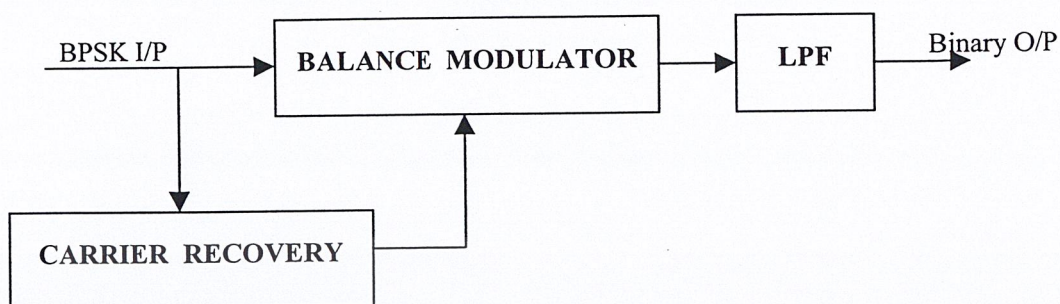 BPSK I/P
BALANCE MODULATOR
LPF
Binary O/P
CARRIER RECOVERY